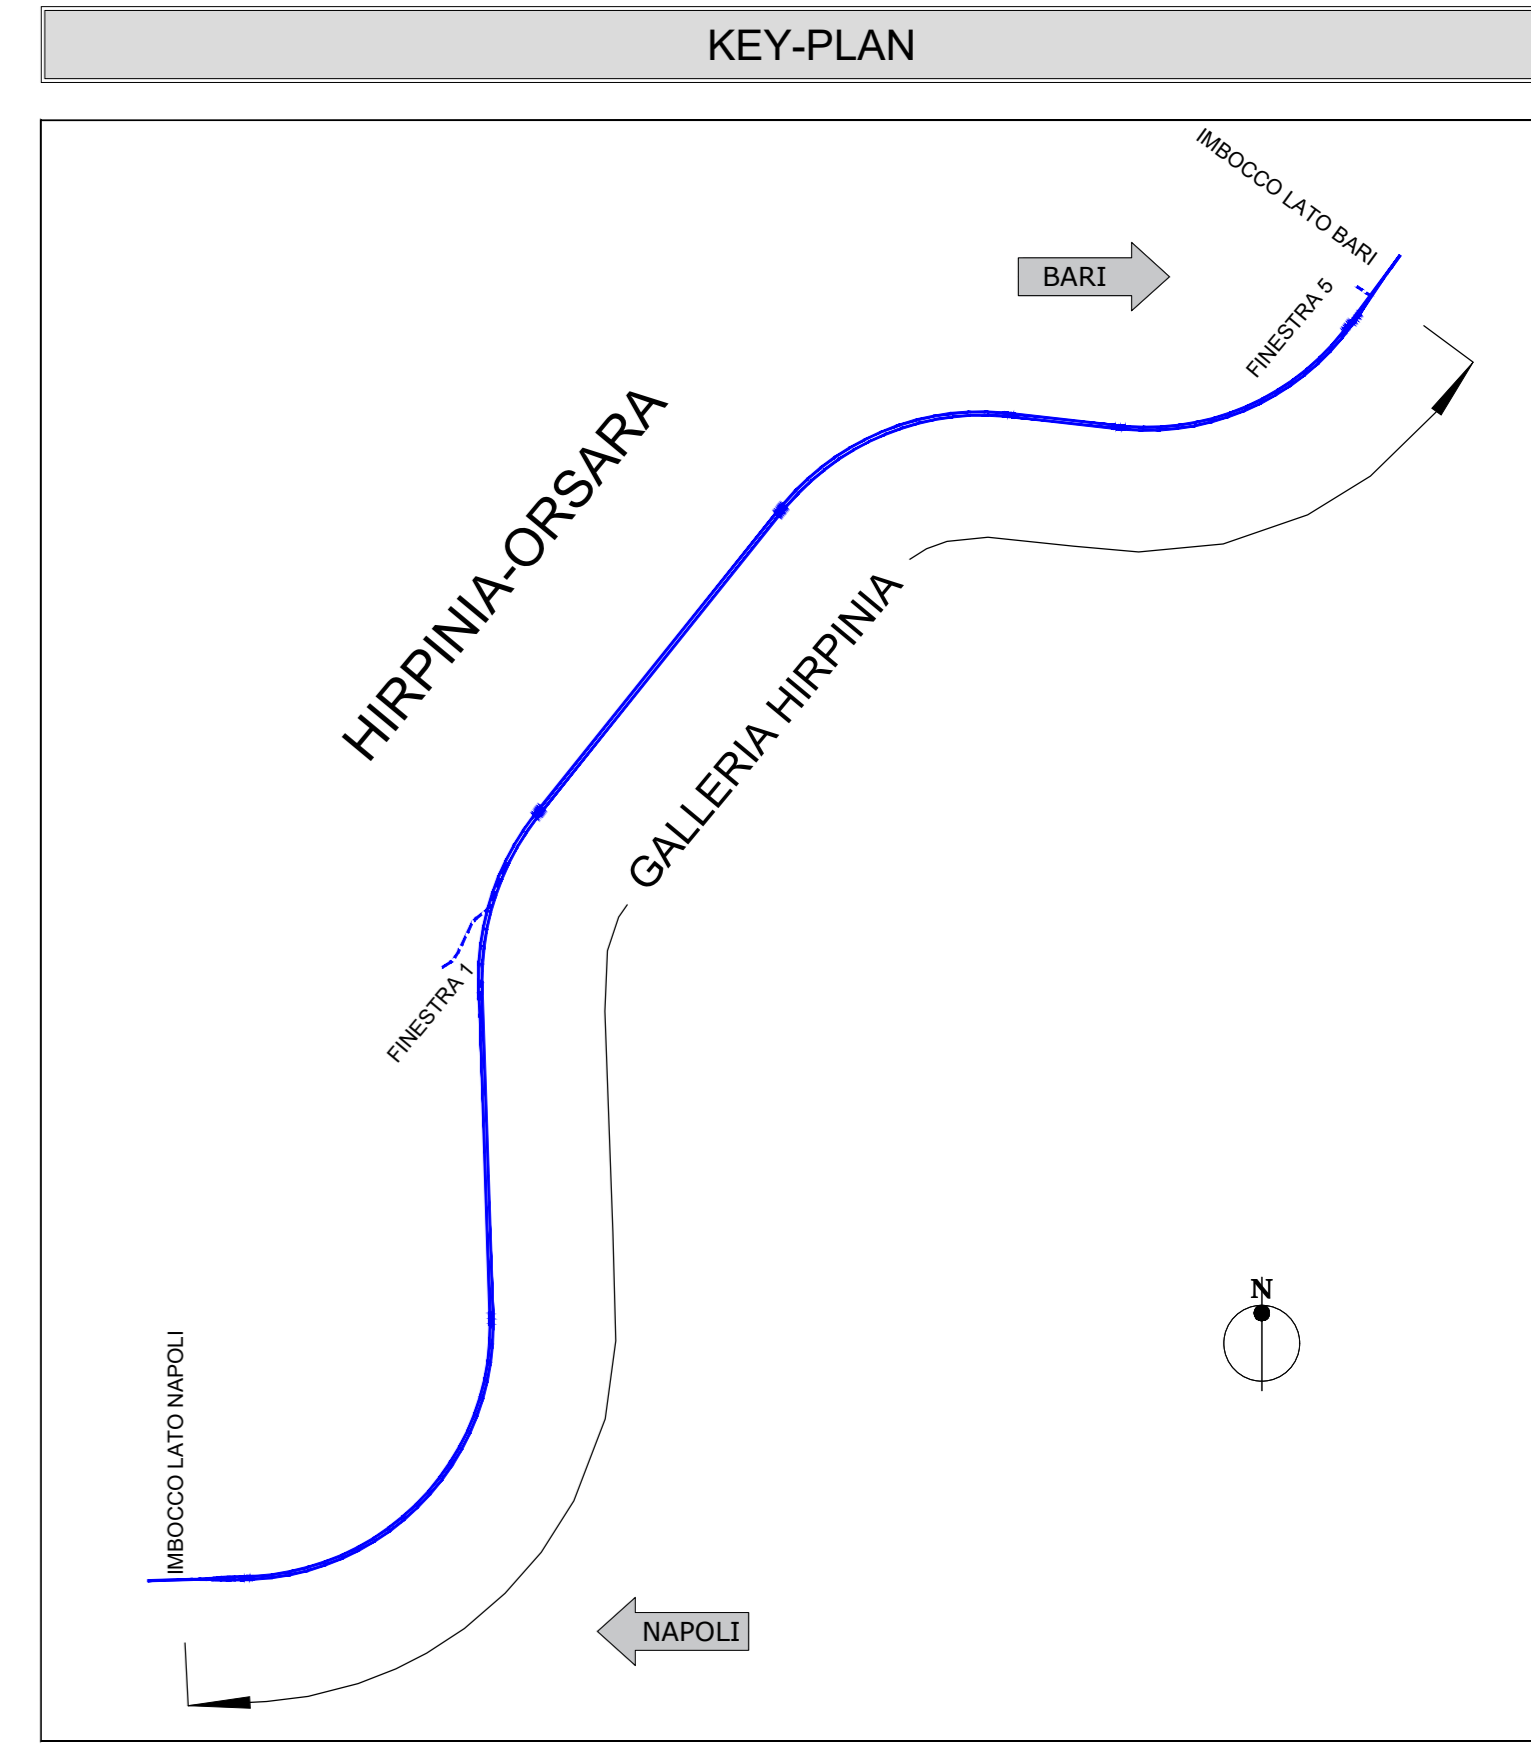 KEY-PLAN
IMBOCCO LATO BARI
BARI
FINESTRA 5
HIRPINIA-ORSARA
GALLERIA HIRPINIA
FINESTRA 1
N
IMBOCCO LATO NAPOLI
NAPOLI